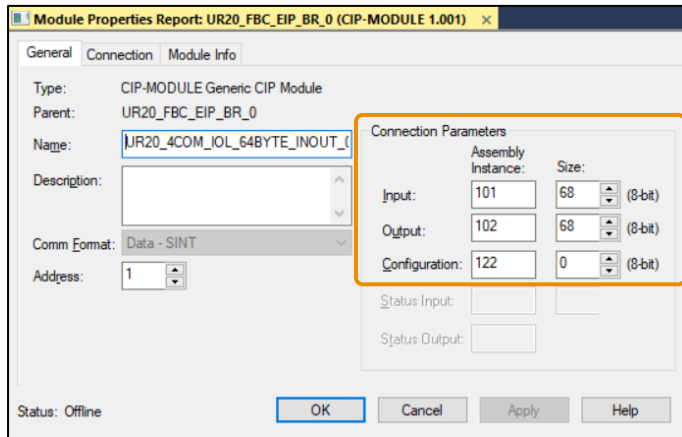 Module Properties Report: UR20_FBC_EIP_BR_0 (CIP-MODULE 1.001) ×
General Connection Module Info
Type: CIP-MODULE Generic CIP Module
Parent: UR20_FBC_EIP_BR_0
Name: UR20_4COM_IOL_64BYTE_INOUT_(
Description:
Comm Format: Data - SINT
Address: 1
Connection Parameters
Assembly Instance: Size:
Input: 101 68 (8-bit)
Output: 102 68 (8-bit)
Configuration: 122 0 (8-bit)
Status Input:
Status Output:
Status: Offline OK Cancel Apply Help